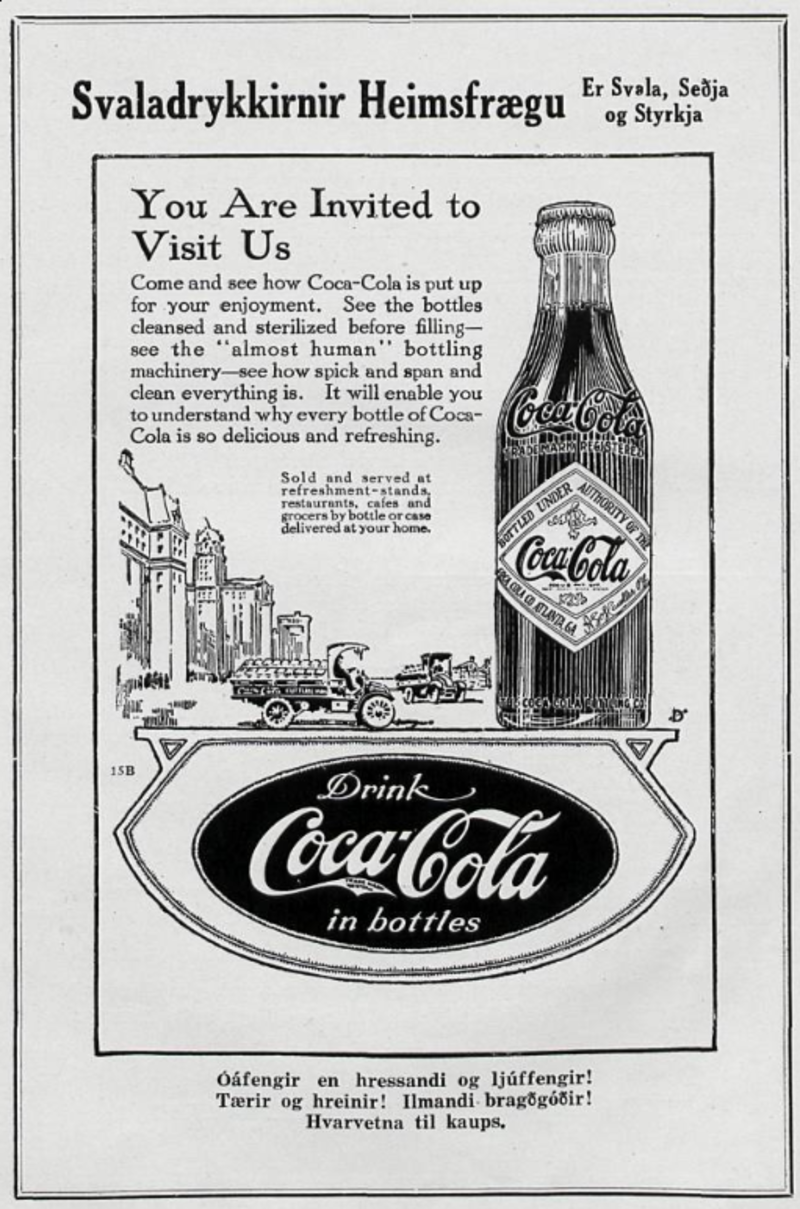 Svaladrykkirnir Heimsfrægu
Er Svala, Seðja
og Styrkja
You Are Invited to
Visit Us
Come and see how Coca-Cola is put up
for your enjoyment. See the bottles
cleansed and sterilized before filling—
see the "almost human" bottling
machinery—see how spick and span and
clean everything is. It will enable you
to understand why every bottle of Coca-
Cola is so delicious and refreshing.
Sold and served at
refreshment-stands,
restaurants, cafes and
grocers by bottle or case
delivered at your home.
Coca-Cola
TRADE MARK REGISTERED
BOTTLED UNDER AUTHORITY OF THE
Coca-Cola
COCA COLA CO. ATLANTA, GA.
COCA COLA BOTTLING CO
15B
Drink
Coca-Cola
in bottles
Óáfengir en hressandi og ljúffengir!
Tærir og hreinir! Ilmandi bragðgóðir!
Hvarvetna til kaups.